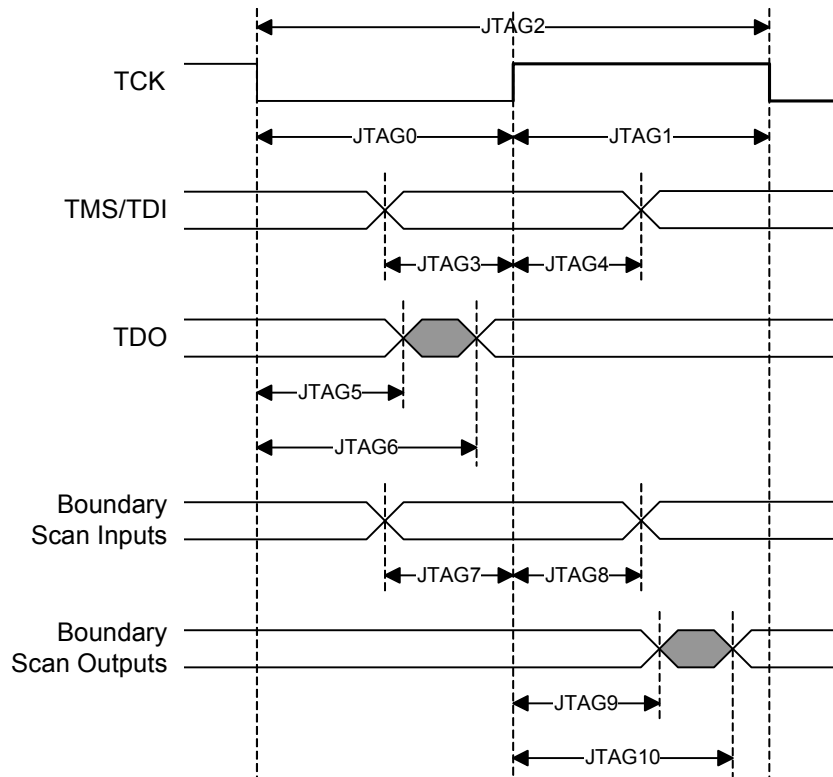 JTAG2
TCK
JTAG0
JTAG1
TMS/TDI
JTAG3
JTAG4
TDO
JTAG5
JTAG6
Boundary
Scan Inputs
JTAG7
JTAG8
Boundary
Scan Outputs
JTAG9
JTAG10